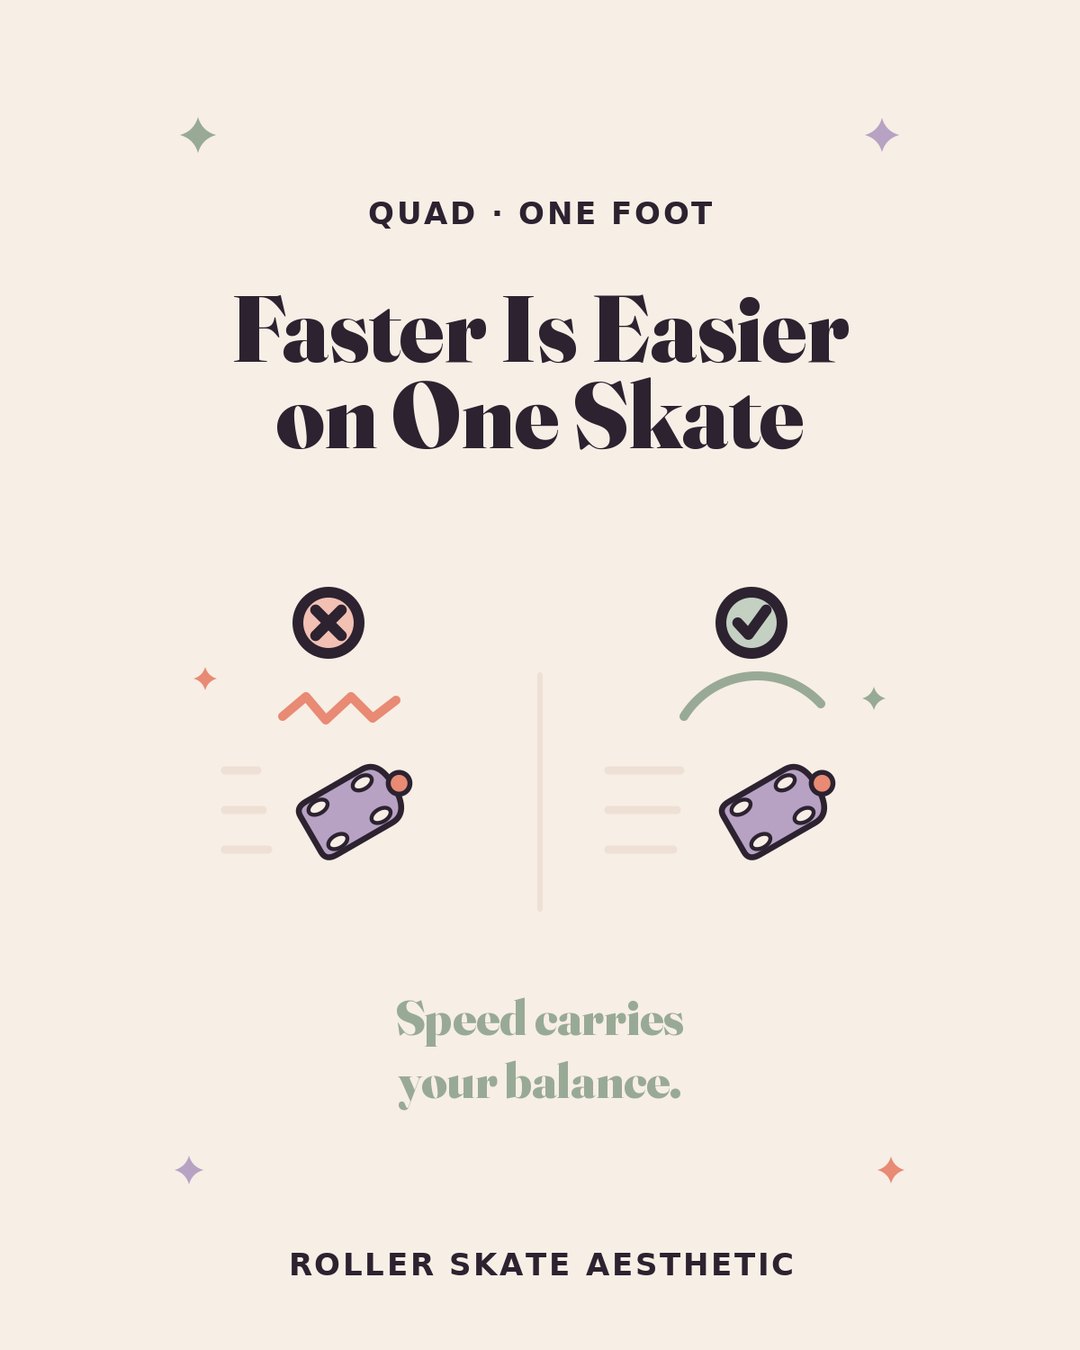 QUAD · ONE FOOT
Faster Is Easier
on One Skate
Speed carries
your balance.
ROLLER SKATE AESTHETIC